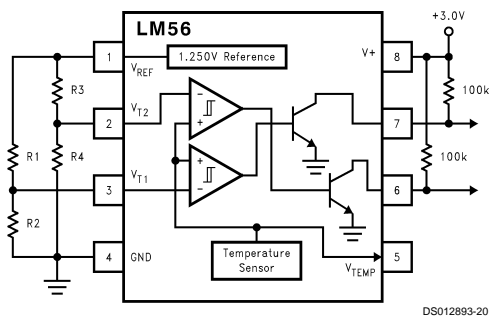 +3.0V
LM56
1 1.250V Reference V+ 8
VREF
R3 100k
VT2 2 - + 7
R1 R4 + 100k
VT1 3 - 6
R2
4 GND Temperature Sensor 5
VTEMP
DS012893-20